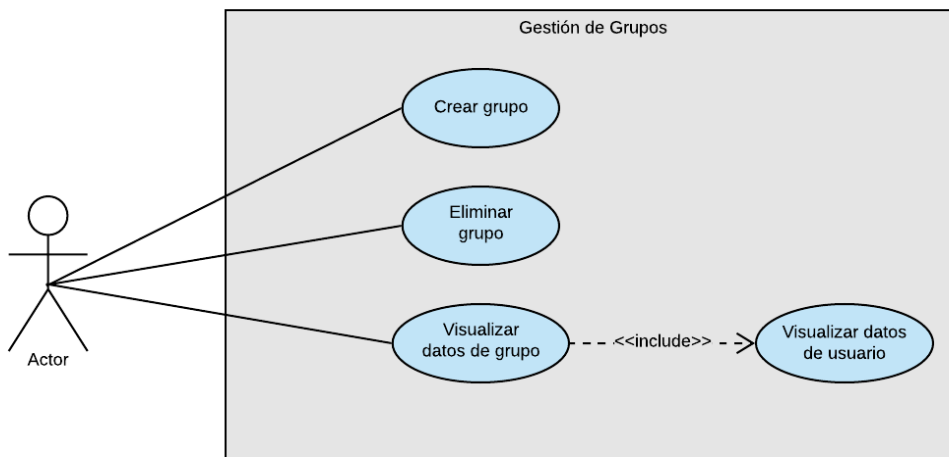 Gestión de Grupos
Crear grupo
Eliminar
grupo
Visualizar
datos de grupo
<<include>>
Visualizar datos
de usuario
Actor